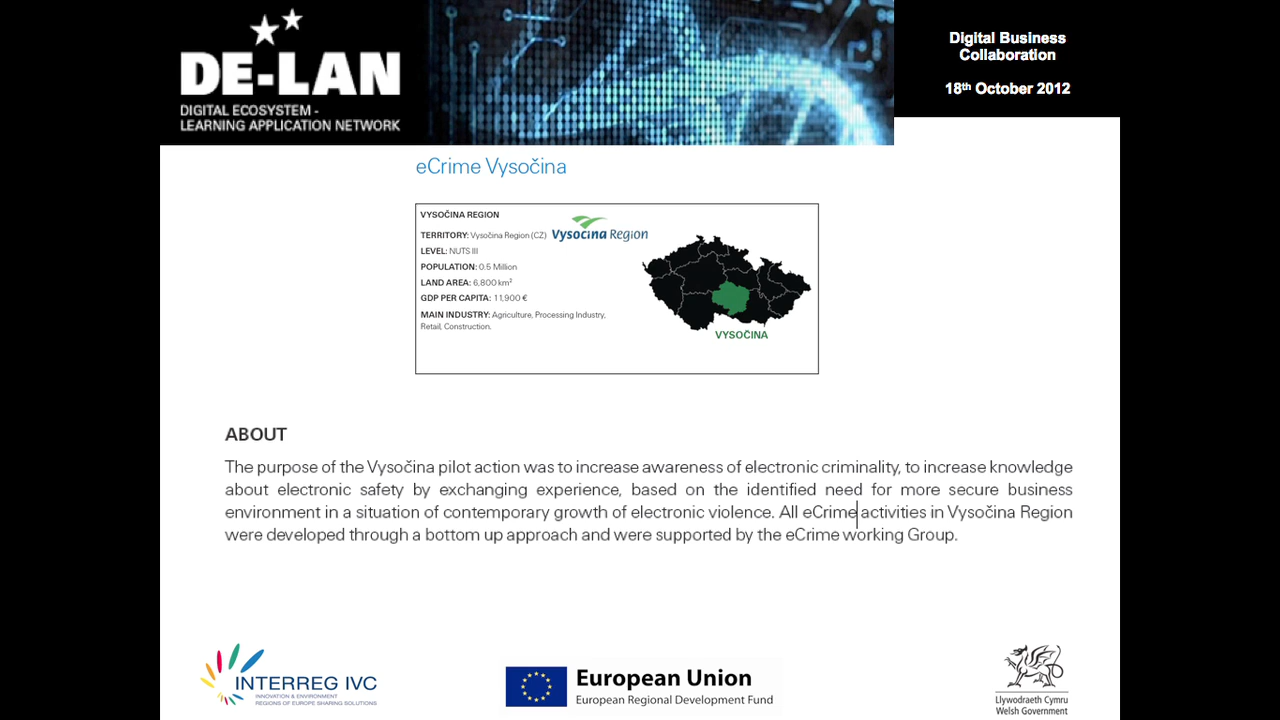 DE-LAN
DIGITAL ECOSYSTEM -
LEARNING APPLICATION NETWORK
Digital Business
Collaboration
18th October 2012
eCrime Vysočina
VYSOČINA REGION
TERRITORY: Vysočina Region (CZ)
Vysočina Region
LEVEL: NUTS III
POPULATION: 0.5 Million
LAND AREA: 6,800 km²
GDP PER CAPITA: 11,900 €
MAIN INDUSTRY: Agriculture, Processing Industry,
Retail, Construction.
VYSOČINA
ABOUT
The purpose of the Vysočina pilot action was to increase awareness of electronic criminality, to increase knowledge
about electronic safety by exchanging experience, based on the identified need for more secure business
environment in a situation of contemporary growth of electronic violence. All eCrime activities in Vysočina Region
were developed through a bottom up approach and were supported by the eCrime working Group.
INTERREG IVC
INNOVATION & ENVIRONMENT
REGIONS OF EUROPE SHARING SOLUTIONS
European Union
European Regional Development Fund
Llywodraeth Cymru
Welsh Government